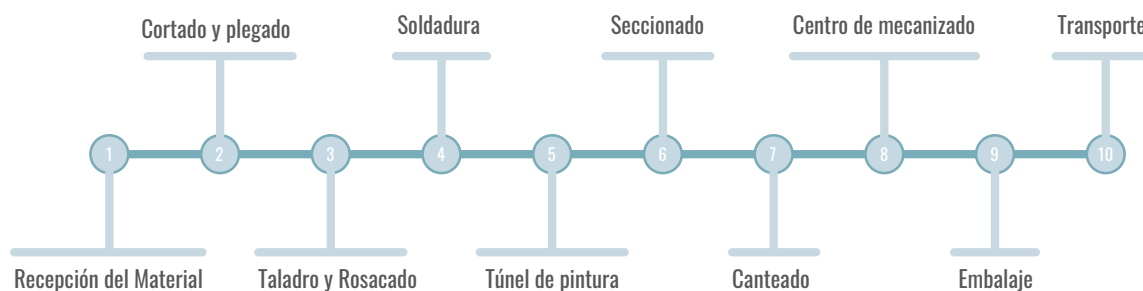 Cortado y plegado
Soldadura
Seccionado
Centro de mecanizado
Transporte
1
2
3
4
5
6
7
8
9
10
Recepción del Material
Taladro y Rosacado
Túnel de pintura
Canteado
Embalaje